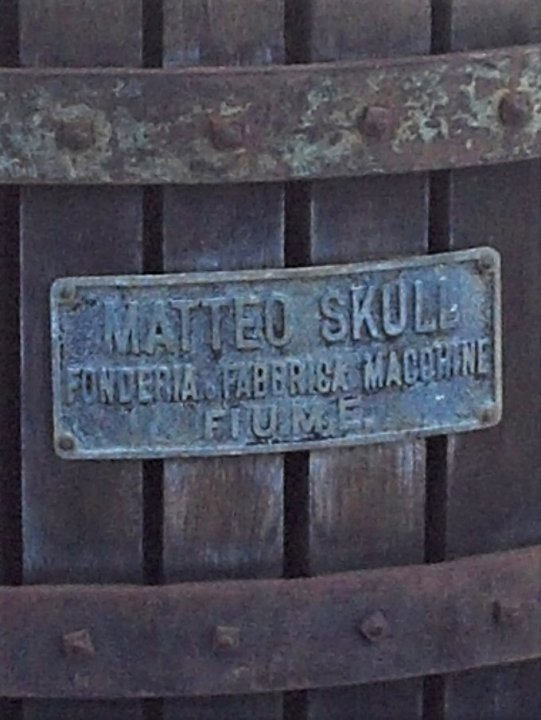 MATTEO SKULL
FONDERIA. FABBRICA MACCHINE
FIUME.